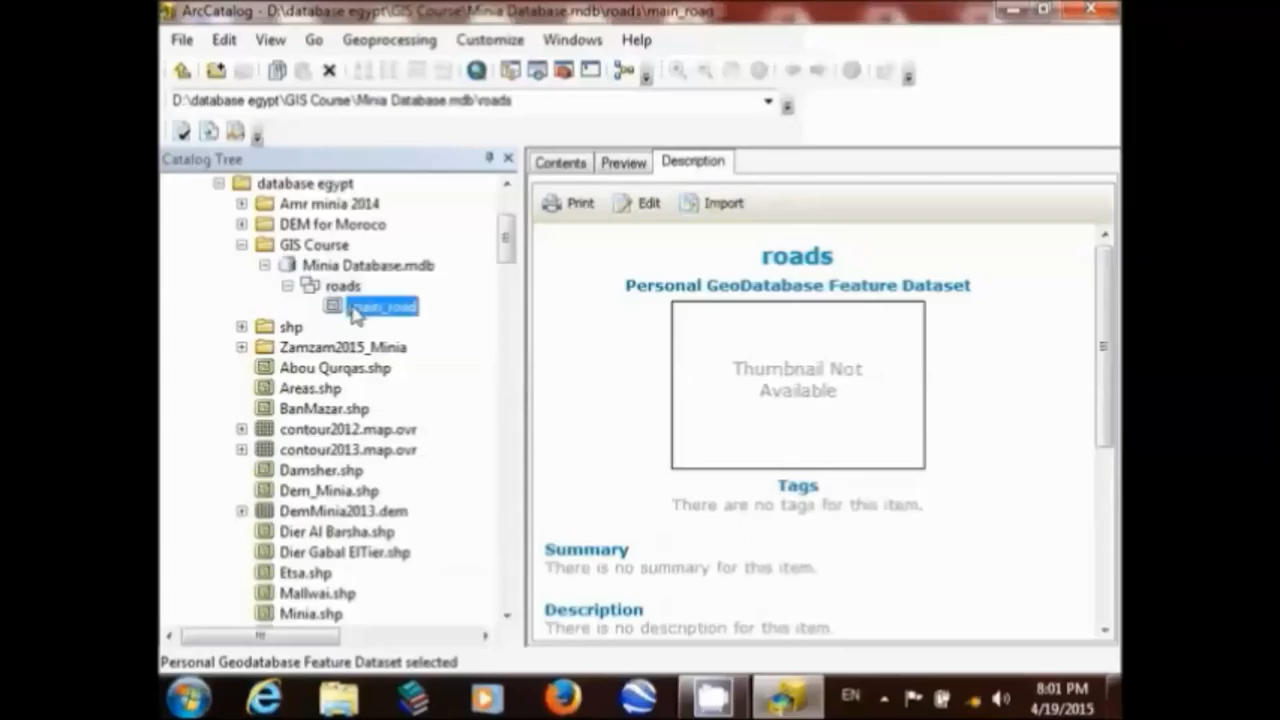 ArcCatalog - D:\database egypt\GIS Course\Minia Database.mdb\roads\main_road
File Edit View Go Geoprocessing Customize Windows Help
D:\database egypt\GIS Course\Minia Database.mdb\roads
Catalog Tree
Contents Preview Description
database egypt
Amr minia 2014
DEM for Moroco
GIS Course
Minia Database.mdb
roads
main_road
shp
Zamzam2015_Minia
Abou Qurqas.shp
Areas.shp
BanMazar.shp
contour2012.map.ovr
contour2013.map.ovr
Damsher.shp
Dem_Minia.shp
DemMinia2013.dem
Dier Al Barsha.shp
Dier Gabal ElTier.shp
Etsa.shp
Mallwai.shp
Minia.shp
Print Edit Import
roads
Personal GeoDatabase Feature Dataset
Thumbnail Not
Available
Tags
There are no tags for this item.
Summary
There is no summary for this item.
Description
There is no description for this item.
Personal Geodatabase Feature Dataset selected
EN
8:01 PM
4/19/2015